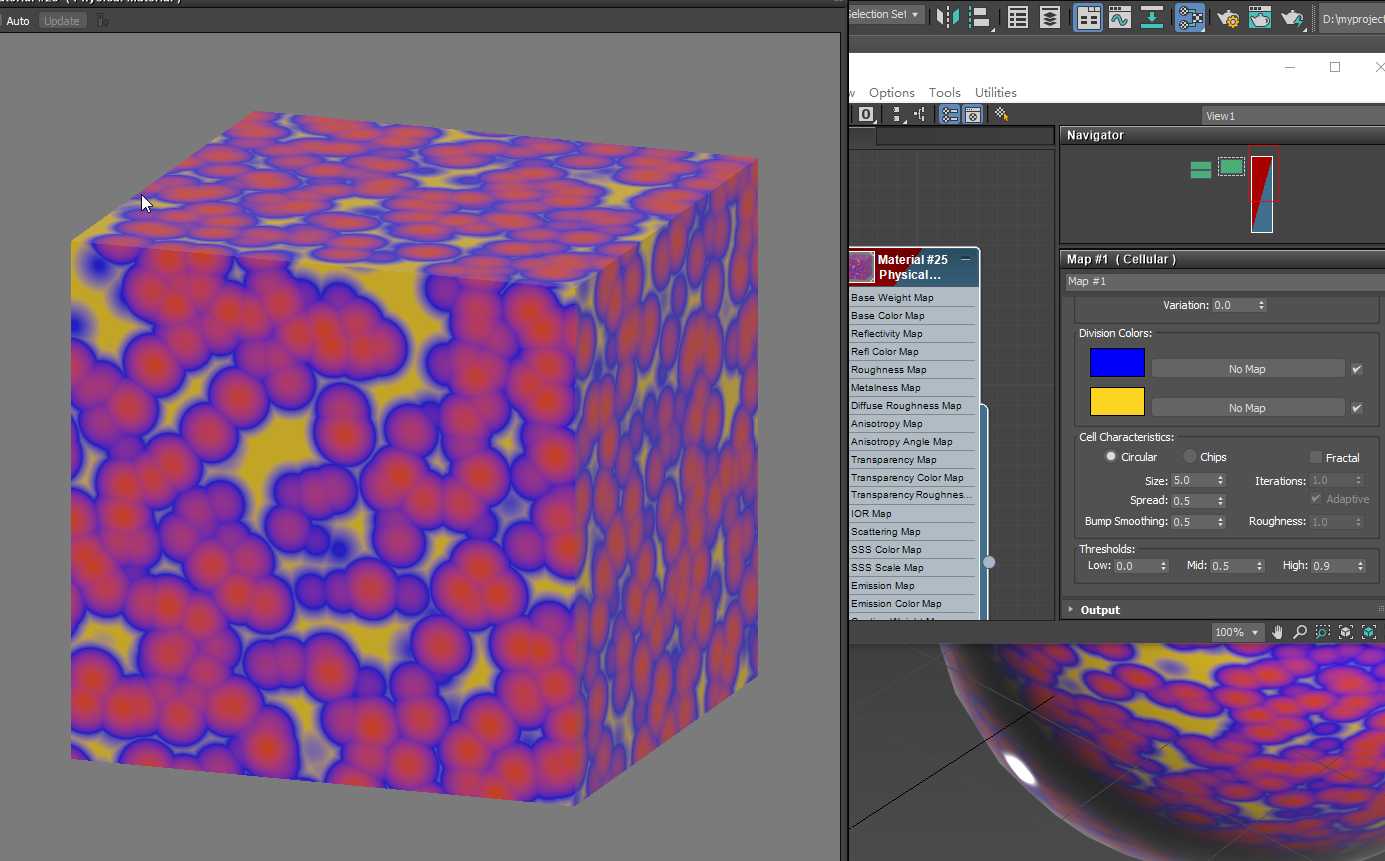 Auto Update
Selection Set
D:\myproject
Options Tools Utilities
View1
Navigator
Material #25
Physical...
Base Weight Map
Base Color Map
Reflectivity Map
Refl Color Map
Roughness Map
Metalness Map
Diffuse Roughness Map
Anisotropy Map
Anisotropy Angle Map
Transparency Map
Transparency Color Map
Transparency Roughnes...
IOR Map
Scattering Map
SSS Color Map
SSS Scale Map
Emission Map
Emission Color Map
Map #1 ( Cellular )
Map #1
Variation: 0.0
Division Colors:
No Map
No Map
Cell Characteristics:
Circular Chips Fractal
Size: 5.0 Iterations: 1.0
Spread: 0.5 Adaptive
Bump Smoothing: 0.5 Roughness: 1.0
Thresholds:
Low: 0.0 Mid: 0.5 High: 0.9
Output
100%